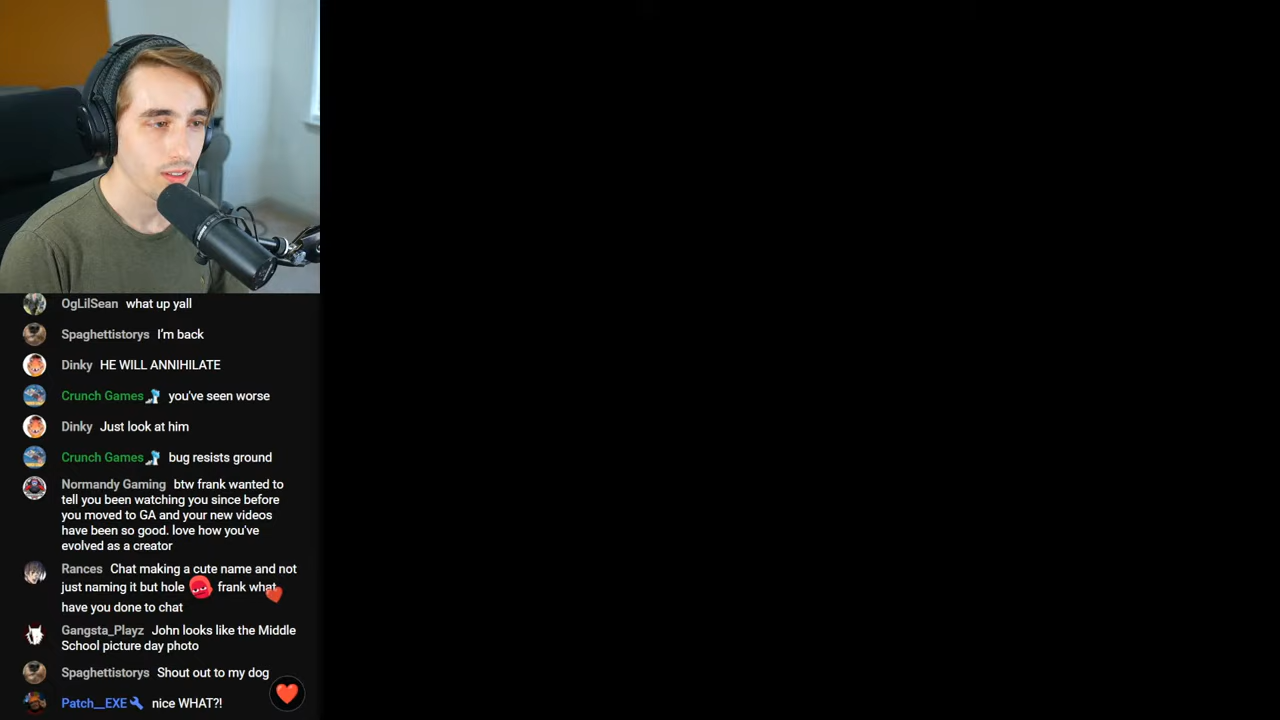 OgLilSean what up yall
Spaghettistorys I'm back
Dinky HE WILL ANNIHILATE
Crunch Games you've seen worse
Dinky Just look at him
Crunch Games bug resists ground
Normandy Gaming btw frank wanted to
tell you been watching you since before
you moved to GA and your new videos
have been so good. love how you've
evolved as a creator
Rances Chat making a cute name and not
just naming it but hole frank what
have you done to chat
Gangsta_Playz John looks like the Middle
School picture day photo
Spaghettistorys Shout out to my dog
Patch__EXE nice WHAT?!